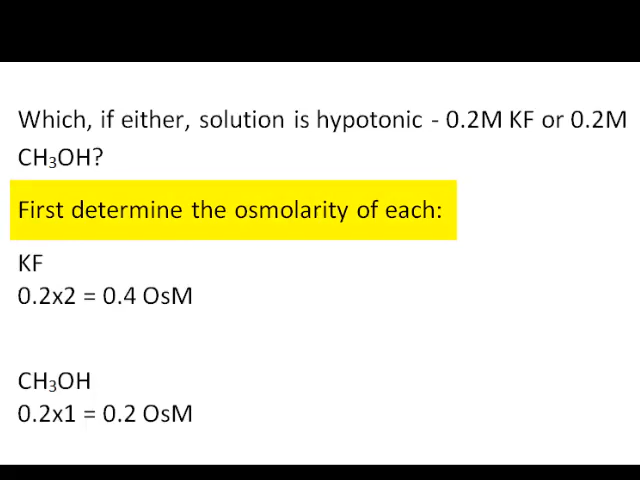 Which, if either, solution is hypotonic - 0.2M KF or 0.2M
CH₃OH?
First determine the osmolarity of each:
KF
0.2x2 = 0.4 OsM
CH₃OH
0.2x1 = 0.2 OsM